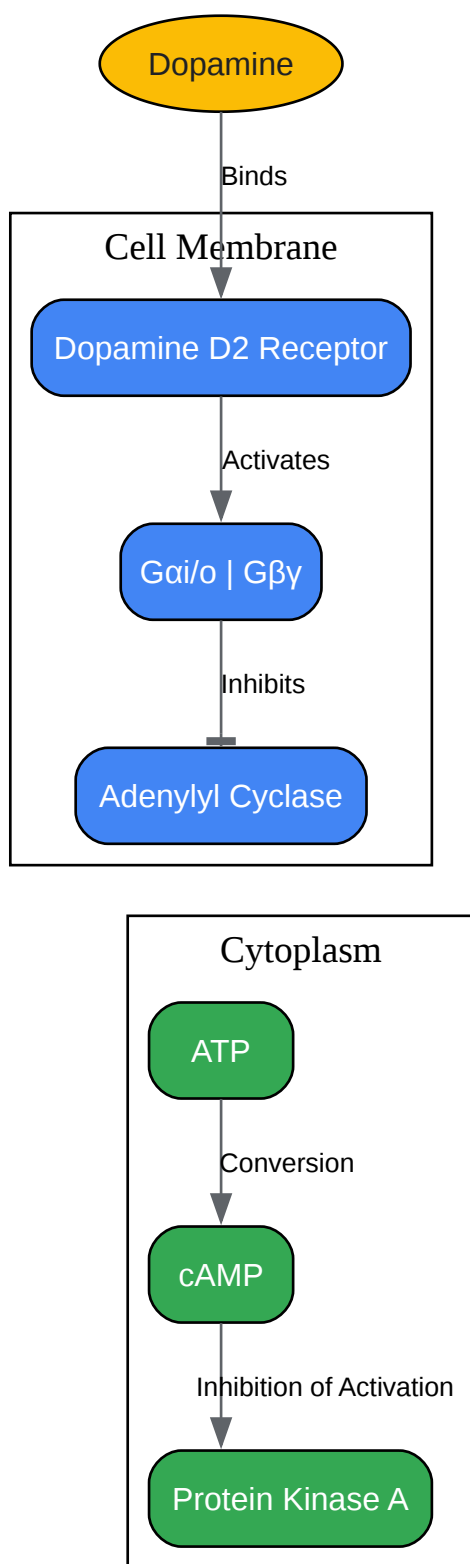 Dopamine
Binds
Cell Membrane
Dopamine D2 Receptor
Activates
Gαi/o | Gβγ
Inhibits
Adenylyl Cyclase
Cytoplasm
ATP
Conversion
cAMP
Inhibition of Activation
Protein Kinase A